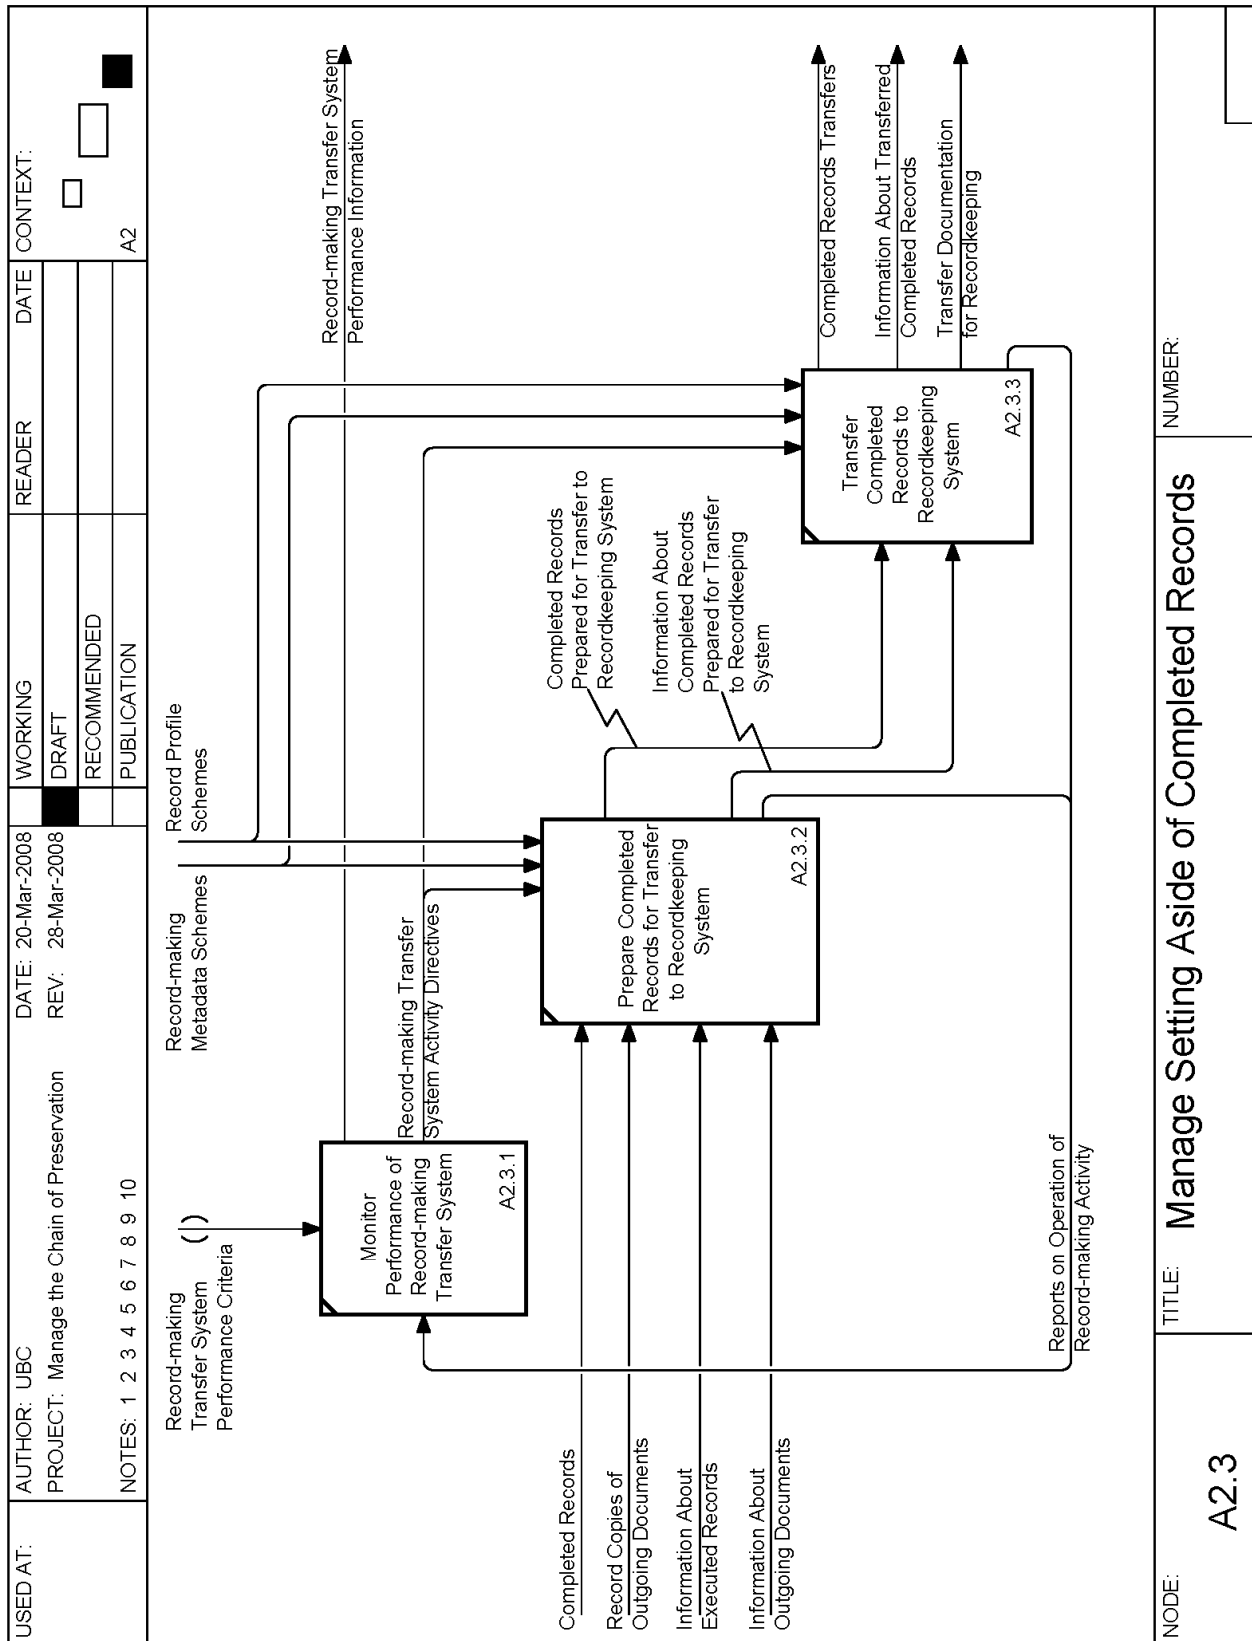 USED AT:
AUTHOR: UBC
DATE: 20-Mar-2008
PROJECT: Manage the Chain of Preservation
REV: 28-Mar-2008
NOTES: 1 2 3 4 5 6 7 8 9 10
WORKING
DRAFT
RECOMMENDED
PUBLICATION
READER
DATE
CONTEXT:
A2
Record-making
Transfer System
Performance Criteria
( )
Record-making
Metadata Schemes
Record Profile
Schemes
Record-making Transfer System
Performance Information
Monitor
Performance of
Record-making
Transfer System
A2.3.1
Record-making Transfer
System Activity Directives
Completed Records
Record Copies of
Outgoing Documents
Information About
Executed Records
Information About
Outgoing Documents
Prepare Completed
Records for Transfer
to Recordkeeping
System
A2.3.2
Completed Records
Prepared for Transfer to
Recordkeeping System
Information About
Completed Records
Prepared for Transfer
to Recordkeeping
System
Transfer
Completed
Records to
Recordkeeping
System
A2.3.3
Completed Records Transfers
Information About Transferred
Completed Records
Transfer Documentation
for Recordkeeping
Reports on Operation of
Record-making Activity
NODE:
A2.3
TITLE:
Manage Setting Aside of Completed Records
NUMBER: